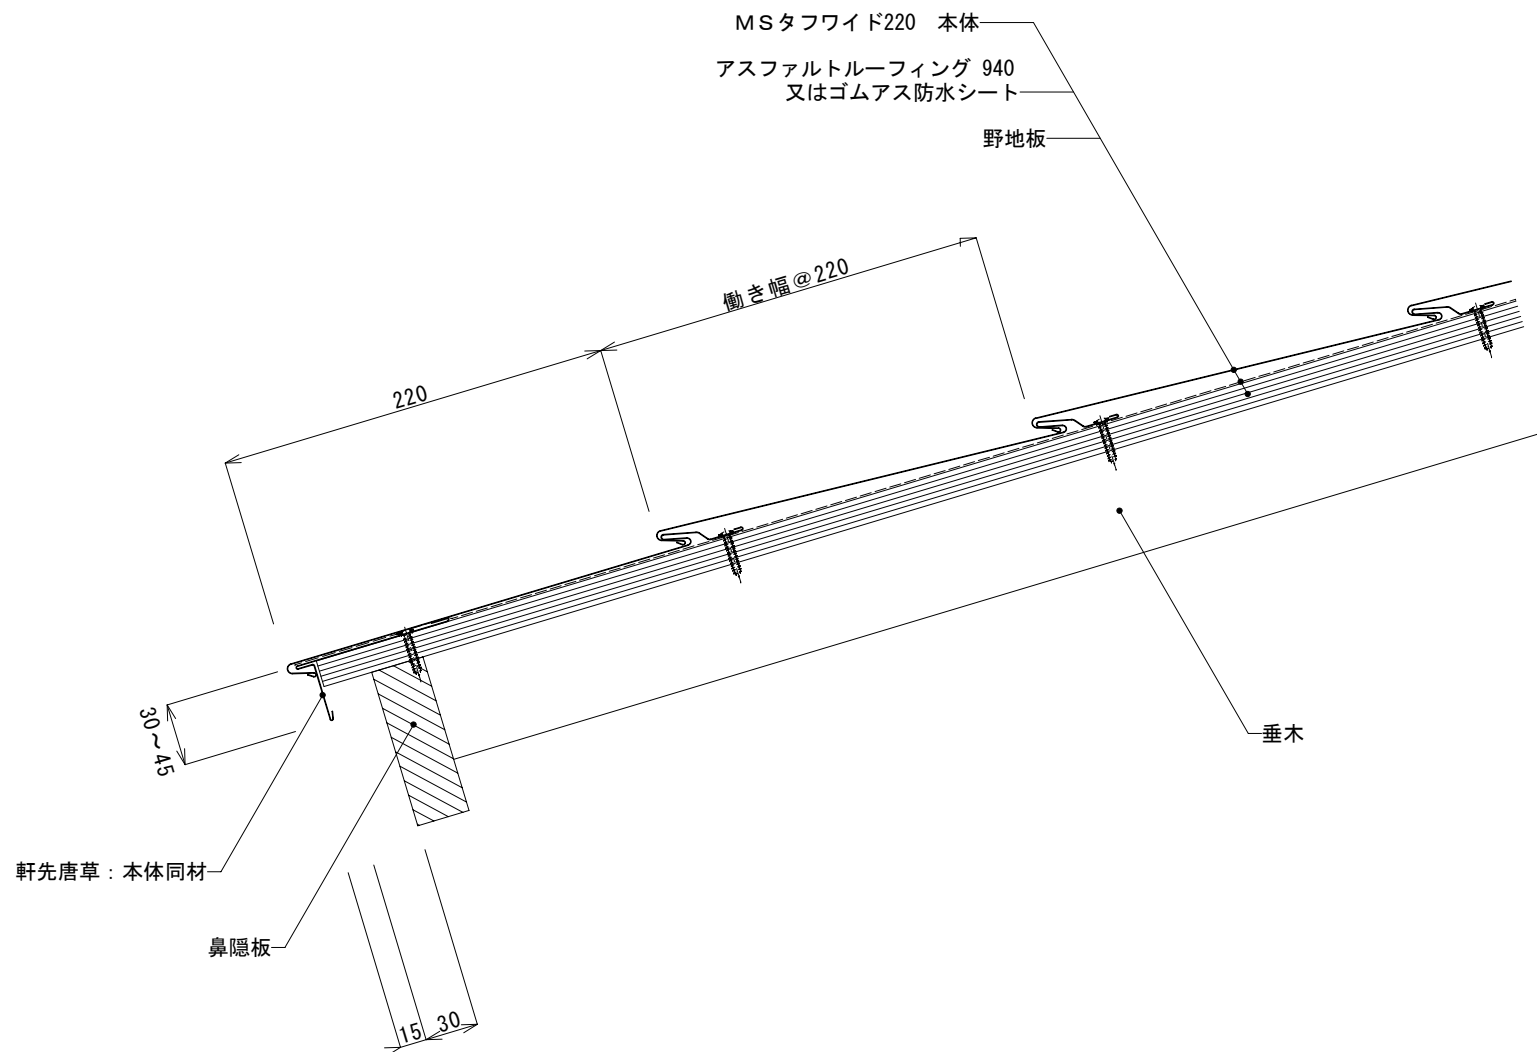 ＭＳタフワイド220　本体
アスファルトルーフィング 940
又はゴムアス防水シート
野地板
働き幅@220
220
30～45
垂木
軒先唐草：本体同材
鼻隠板
15
30